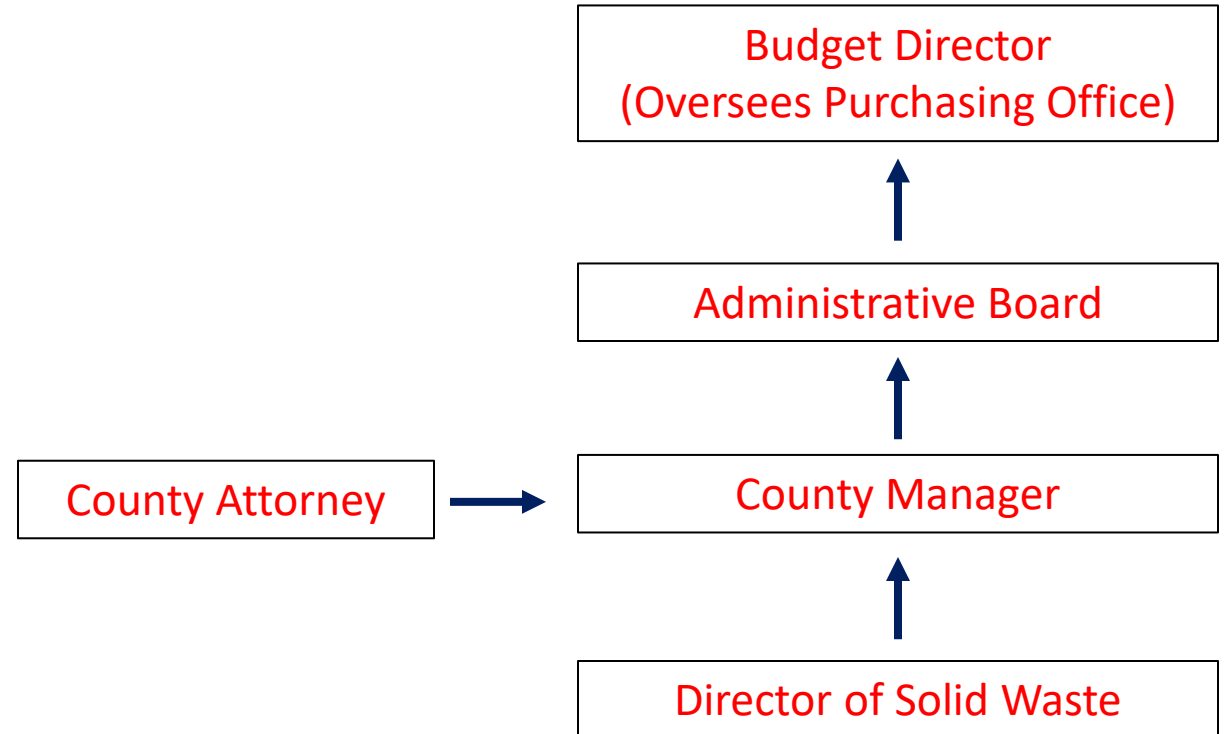 Budget Director
(Oversees Purchasing Office)
Administrative Board
County Attorney
County Manager
Director of Solid Waste